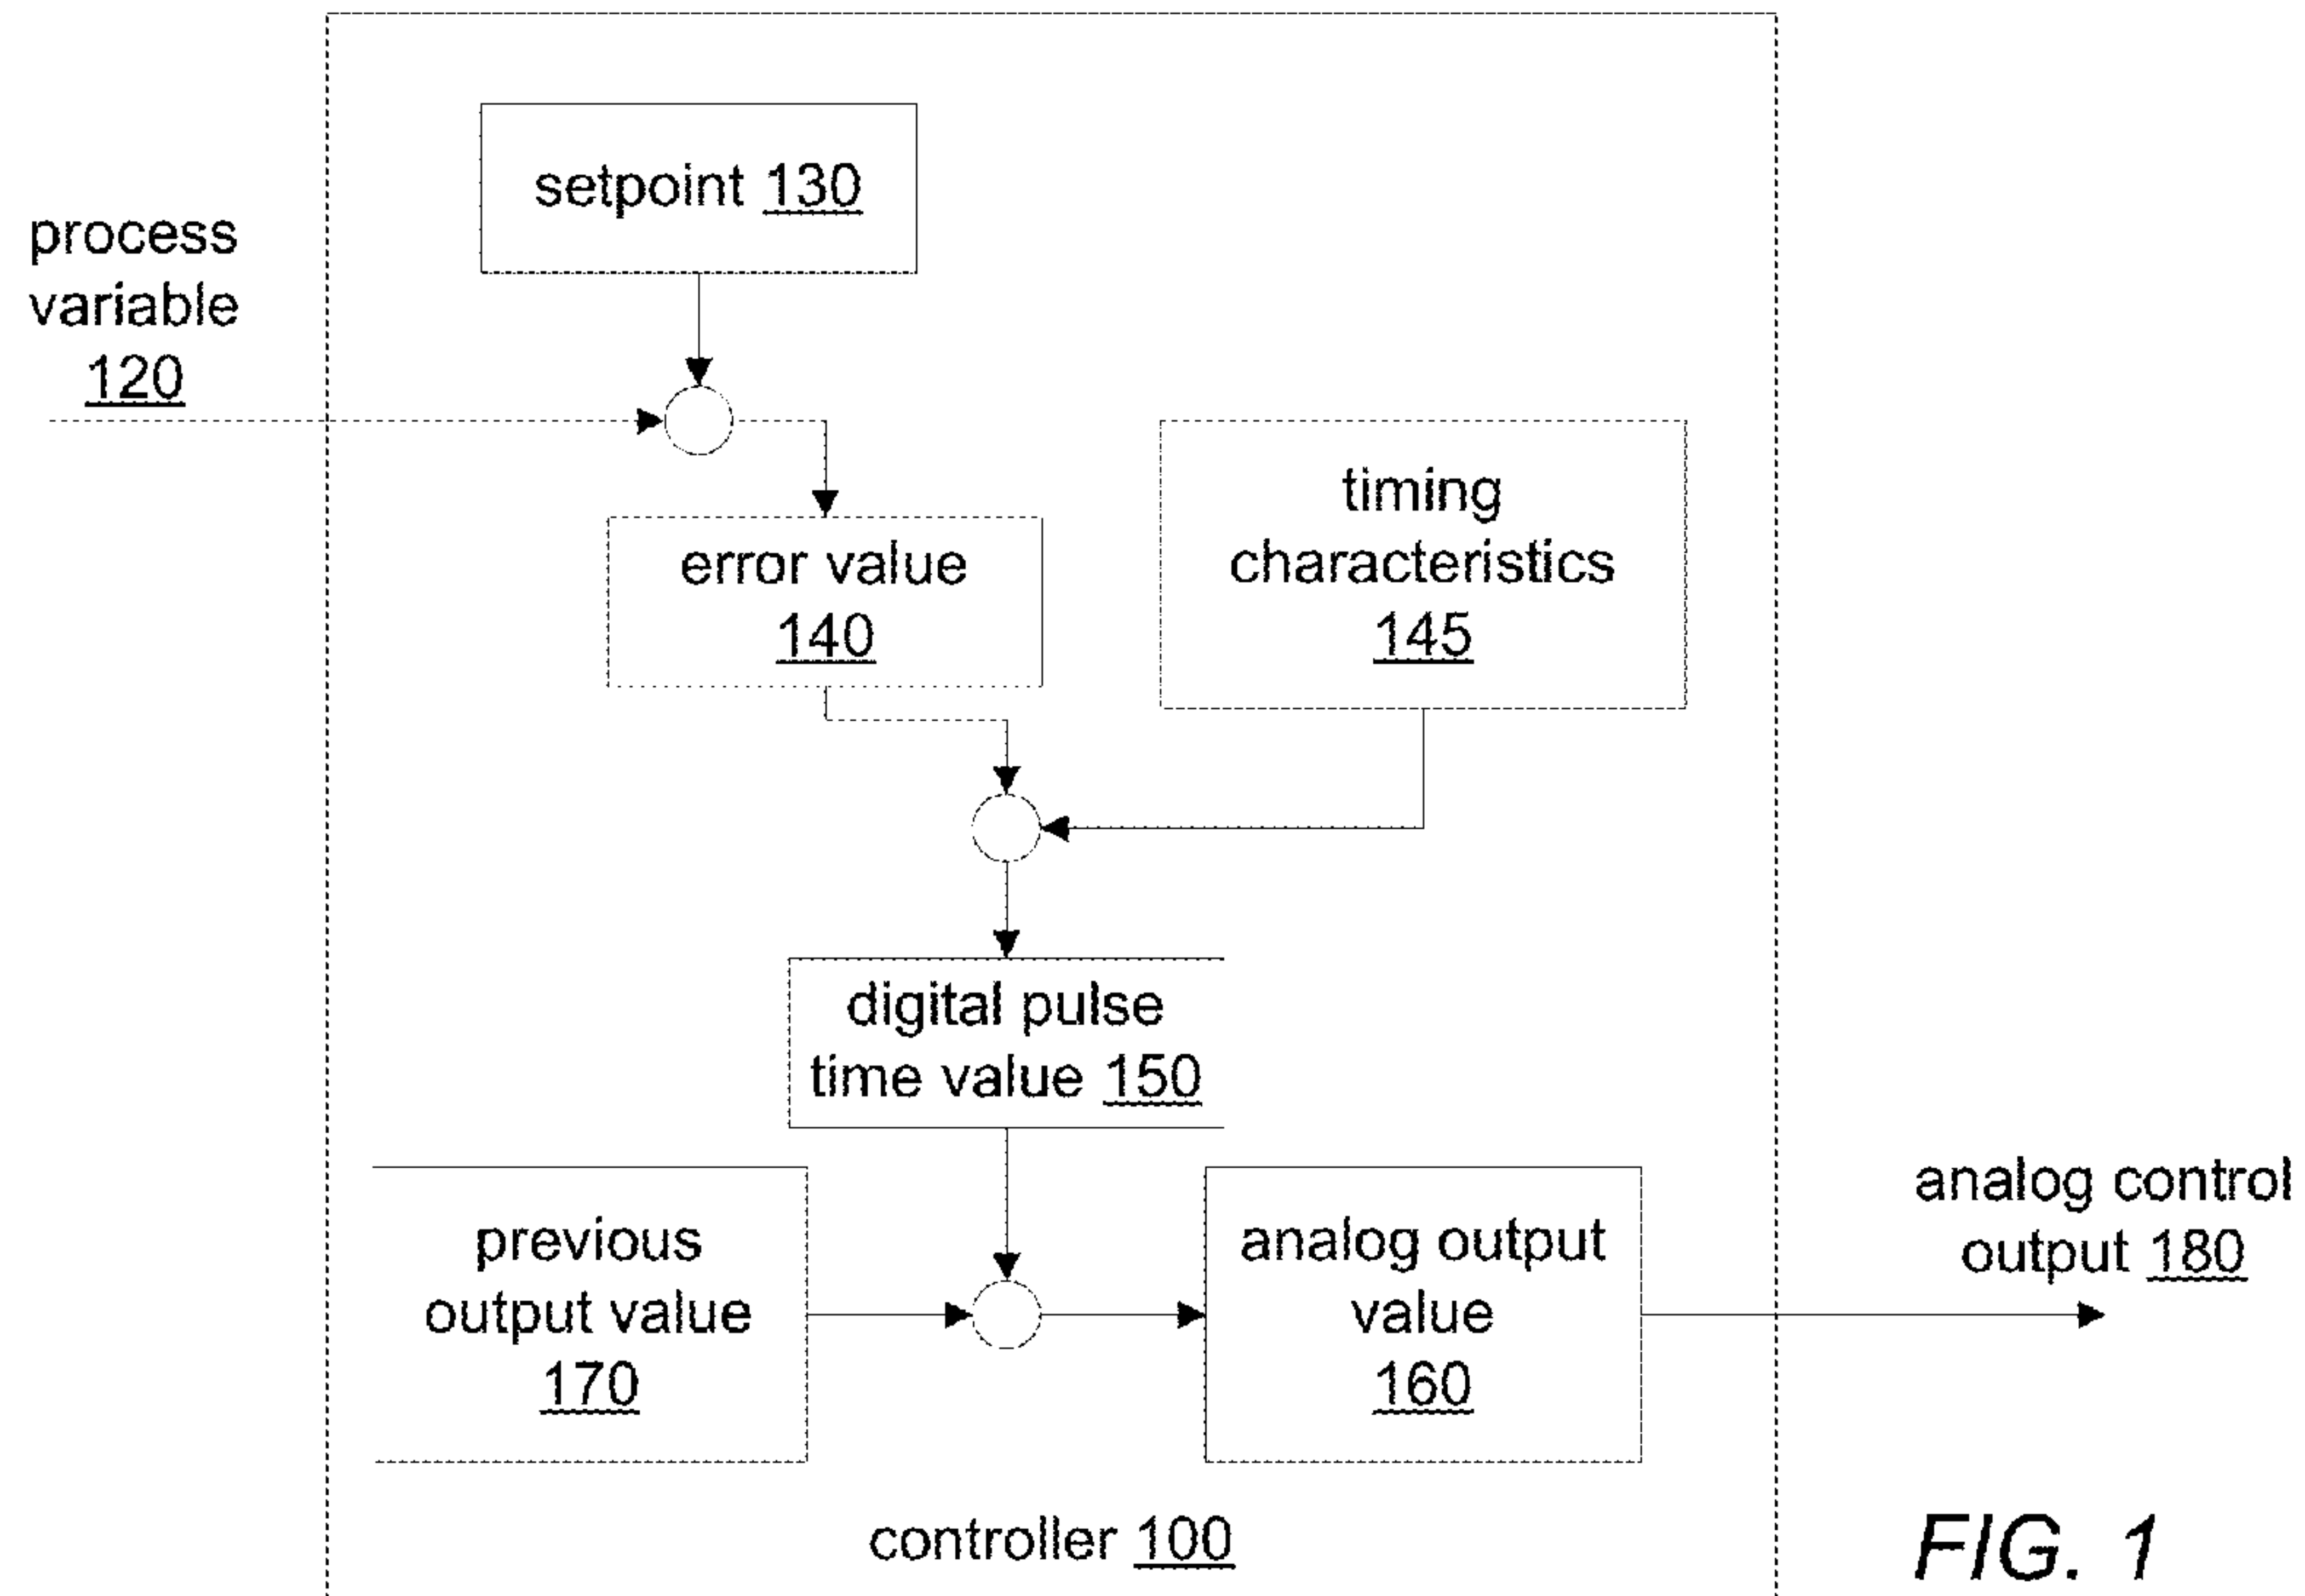 setpoint 130
process
variable
120
timing
characteristics
145
error value
140
digital pulse
time value 150
previous
output value
170
analog output
value
160
analog control
output 180
controller 100
FIG. 1